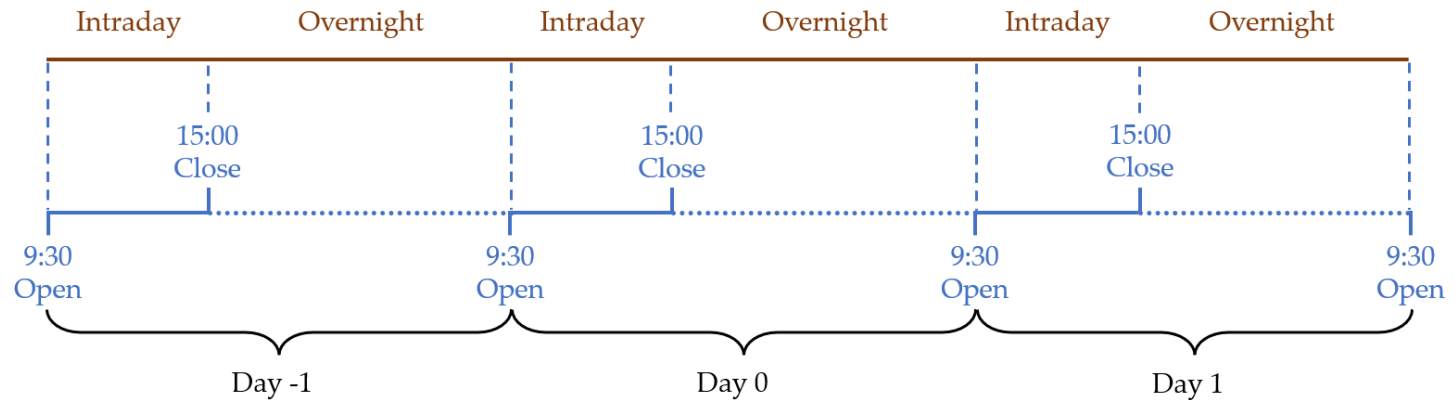 Intraday Overnight Intraday Overnight Intraday Overnight
15:00 15:00 15:00
Close Close Close
9:30 9:30 9:30 9:30
Open Open Open Open
Day -1 Day 0 Day 1